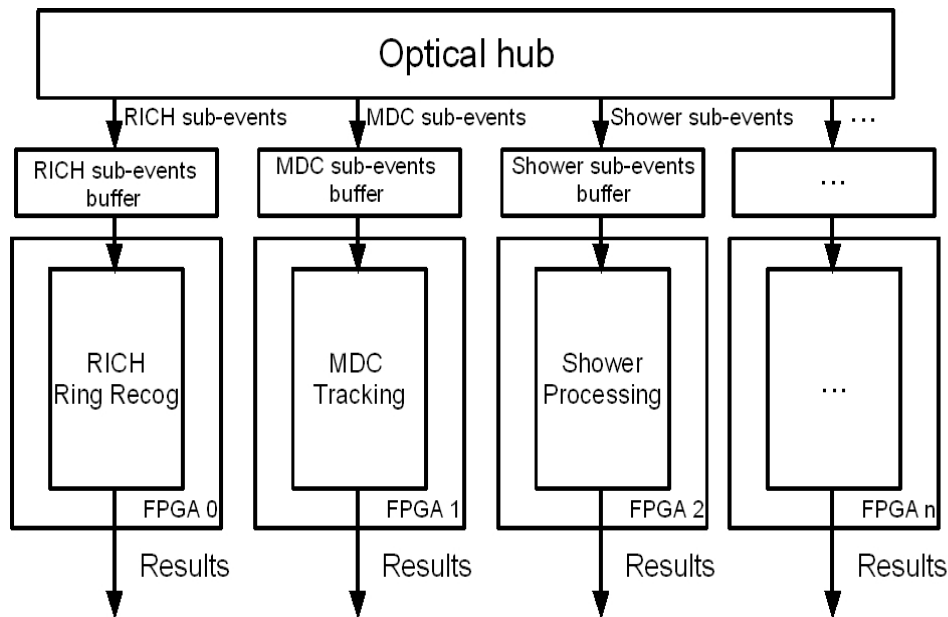 Optical hub
RICH sub-events
MDC sub-events
Shower sub-events
...
RICH sub-events
buffer
MDC sub-events
buffer
Shower sub-events
buffer
...
RICH
Ring Recog
MDC
Tracking
Shower
Processing
...
FPGA 0
FPGA 1
FPGA 2
FPGA n
Results
Results
Results
Results